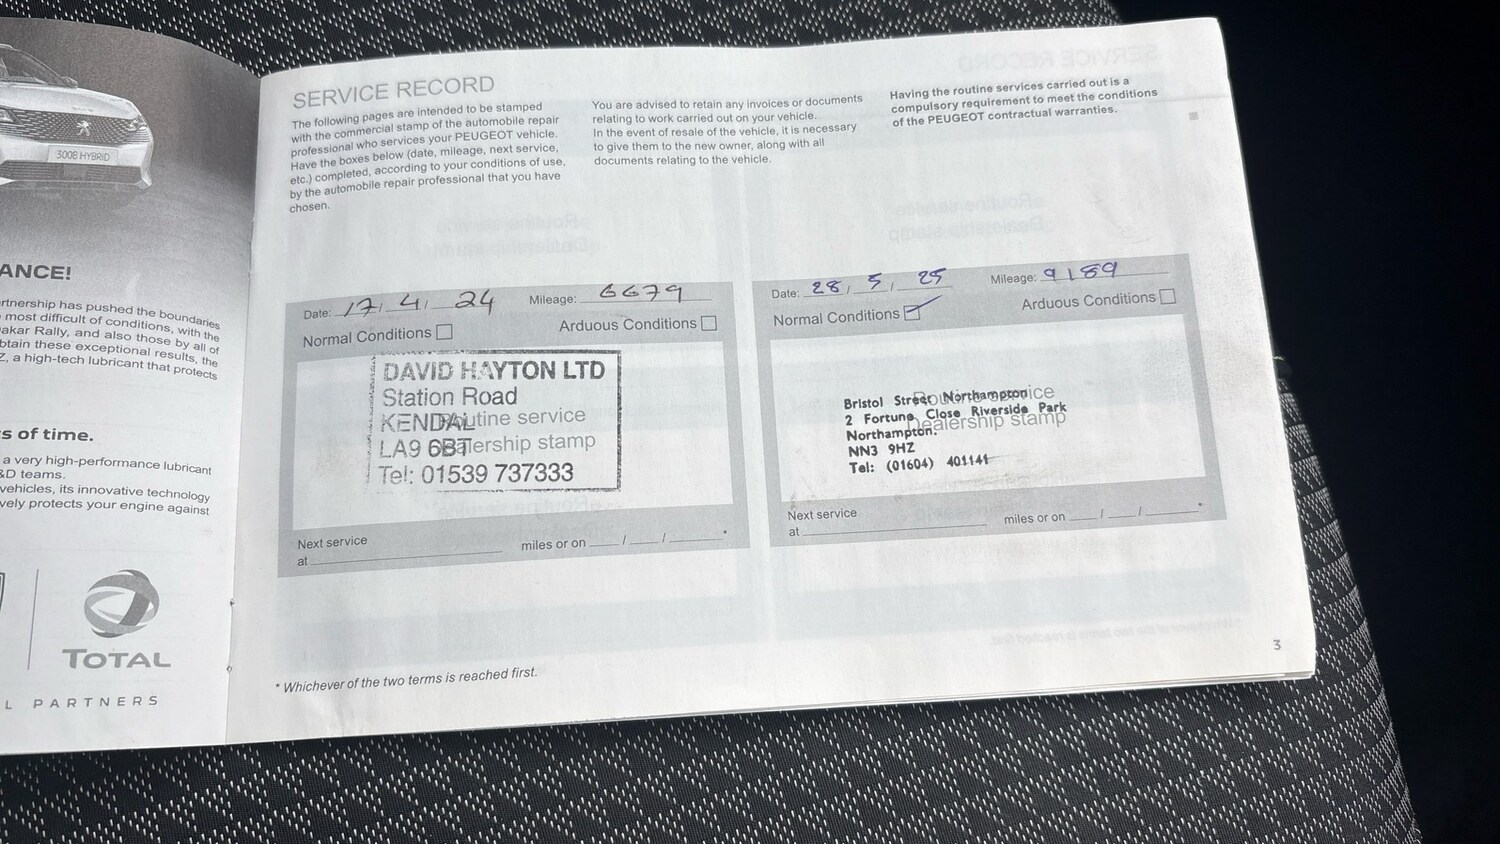 3008 HYBRID
ANCE!
rtnership has pushed the boundaries
most difficult of conditions, with the
akar Rally, and also those by all of
btain these exceptional results, the
Z, a high-tech lubricant that protects
s of time.
a very high-performance lubricant
&D teams.
vehicles, its innovative technology
vely protects your engine against
TOTAL
L PARTNERS
SERVICE RECORD
The following pages are intended to be stamped
with the commercial stamp of the automobile repair
professional who services your PEUGEOT vehicle.
Have the boxes below (date, mileage, next service,
etc.) completed, according to your conditions of use,
by the automobile repair professional that you have
chosen.
You are advised to retain any invoices or documents
relating to work carried out on your vehicle.
In the event of resale of the vehicle, it is necessary
to give them to the new owner, along with all
documents relating to the vehicle.
Having the routine services carried out is a
compulsory requirement to meet the conditions
of the PEUGEOT contractual warranties.
Date: 17/4/24 Mileage: 6679
Normal Conditions Arduous Conditions
DAVID HAYTON LTD
Station Road
KENDAL
Routine service
LA9 6BT
Dealership stamp
Tel: 01539 737333
Next service
at miles or on / / *
Date: 28/5/25 Mileage: 9189
Normal Conditions ✓ Arduous Conditions
Routine service
Dealership stamp
Bristol Street Northampton
2 Fortune Close Riverside Park
Northampton.
NN3 9HZ
Tel: (01604) 401141
Next service
at miles or on / / *
* Whichever of the two terms is reached first.
3